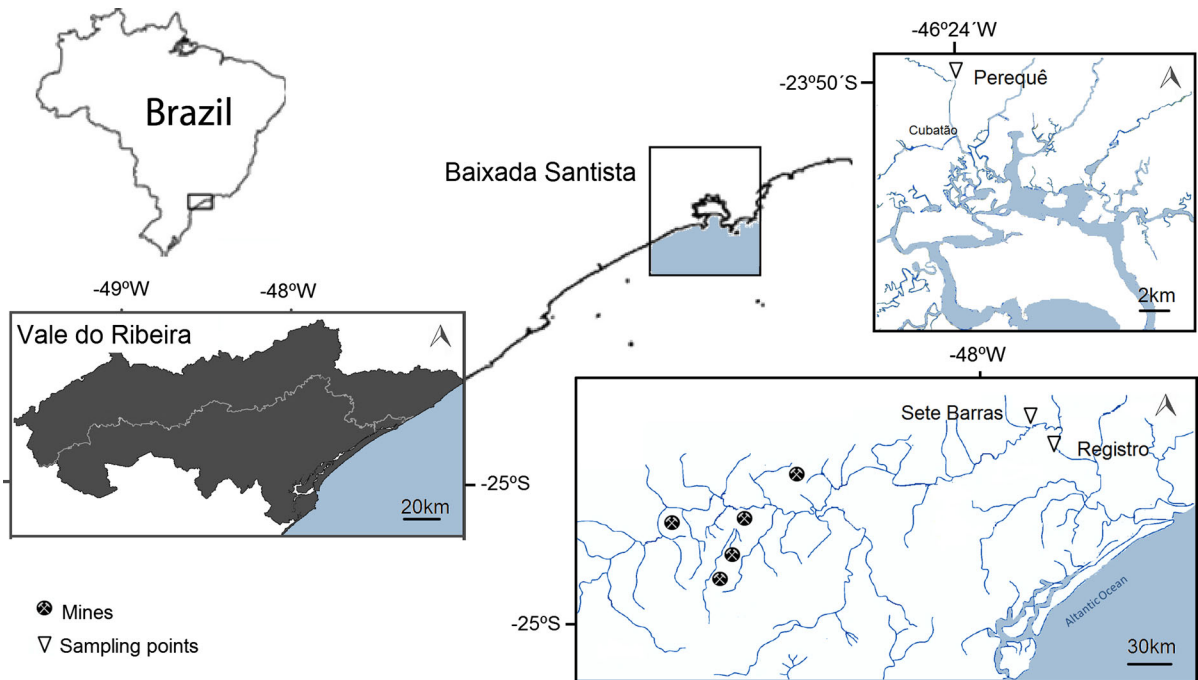 Brazil
-46º24´W
-23º50´S
Perequê
Cubatão
2km
Baixada Santista
-49ºW
-48ºW
Vale do Ribeira
-25ºS
20km
-48ºW
Sete Barras
Registro
Altantic Ocean
-25ºS
30km
Mines
Sampling points